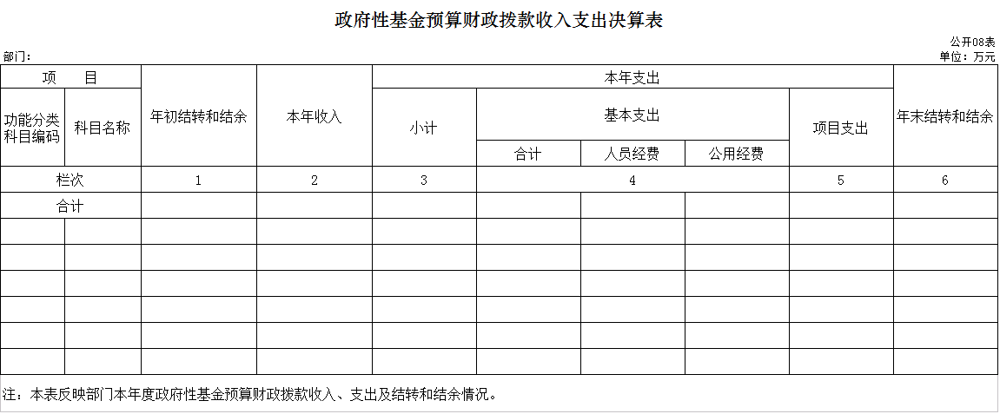 政府性基金预算财政拨款收入支出决算表
公开08表
部门： 单位：万元
项 目 年初结转和结余 本年收入 本年支出 年末结转和结余
功能分类科目编码 科目名称 小计 基本支出 项目支出
合计 人员经费 公用经费
栏次 1 2 3 4 5 6
合计
注：本表反映部门本年度政府性基金预算财政拨款收入、支出及结转和结余情况。